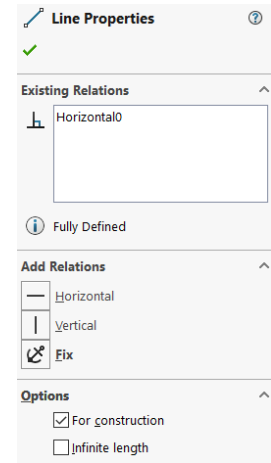 Line Properties
Existing Relations
Horizontal0
Fully Defined
Add Relations
Horizontal
Vertical
Fix
Options
For construction
Infinite length